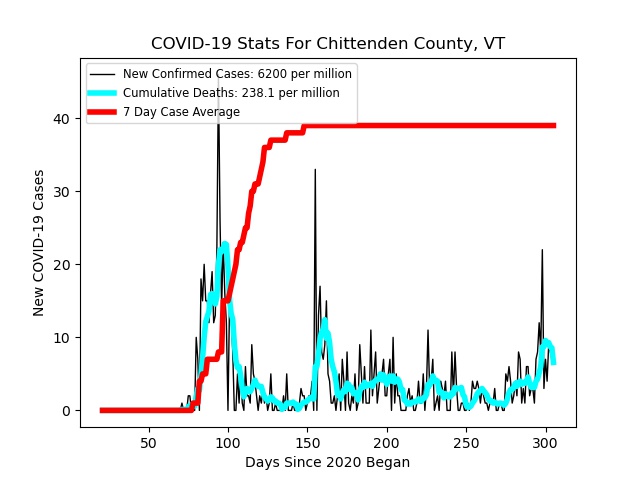 COVID-19 Stats For Chittenden County, VT
New Confirmed Cases: 6200 per million
Cumulative Deaths: 238.1 per million
7 Day Case Average
New COVID-19 Cases
40
30
20
10
0
50 100 150 200 250 300
Days Since 2020 Began